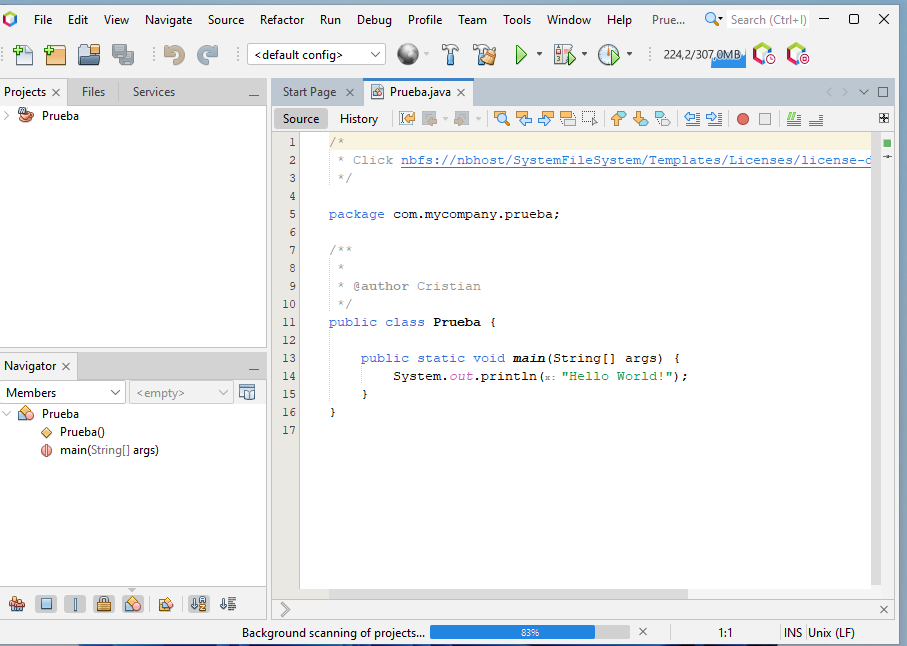 File Edit View Navigate Source Refactor Run Debug Profile Team Tools Window Help Prue... Search (Ctrl+I)
<default config> 224,2/307,0MB
Projects Files Services
Prueba
Start Page Prueba.java
Source History
1 /*
2 * Click nbfs://nbhost/SystemFileSystem/Templates/Licenses/license-d
3 */
4
5 package com.mycompany.prueba;
6
7 /**
8 *
9 * @author Cristian
10 */
11 public class Prueba {
12
13 public static void main(String[] args) {
14 System.out.println(x: "Hello World!");
15 }
16 }
17
Navigator
Members <empty>
Prueba
Prueba()
main(String[] args)
Background scanning of projects... 83% 1:1 INS Unix (LF)